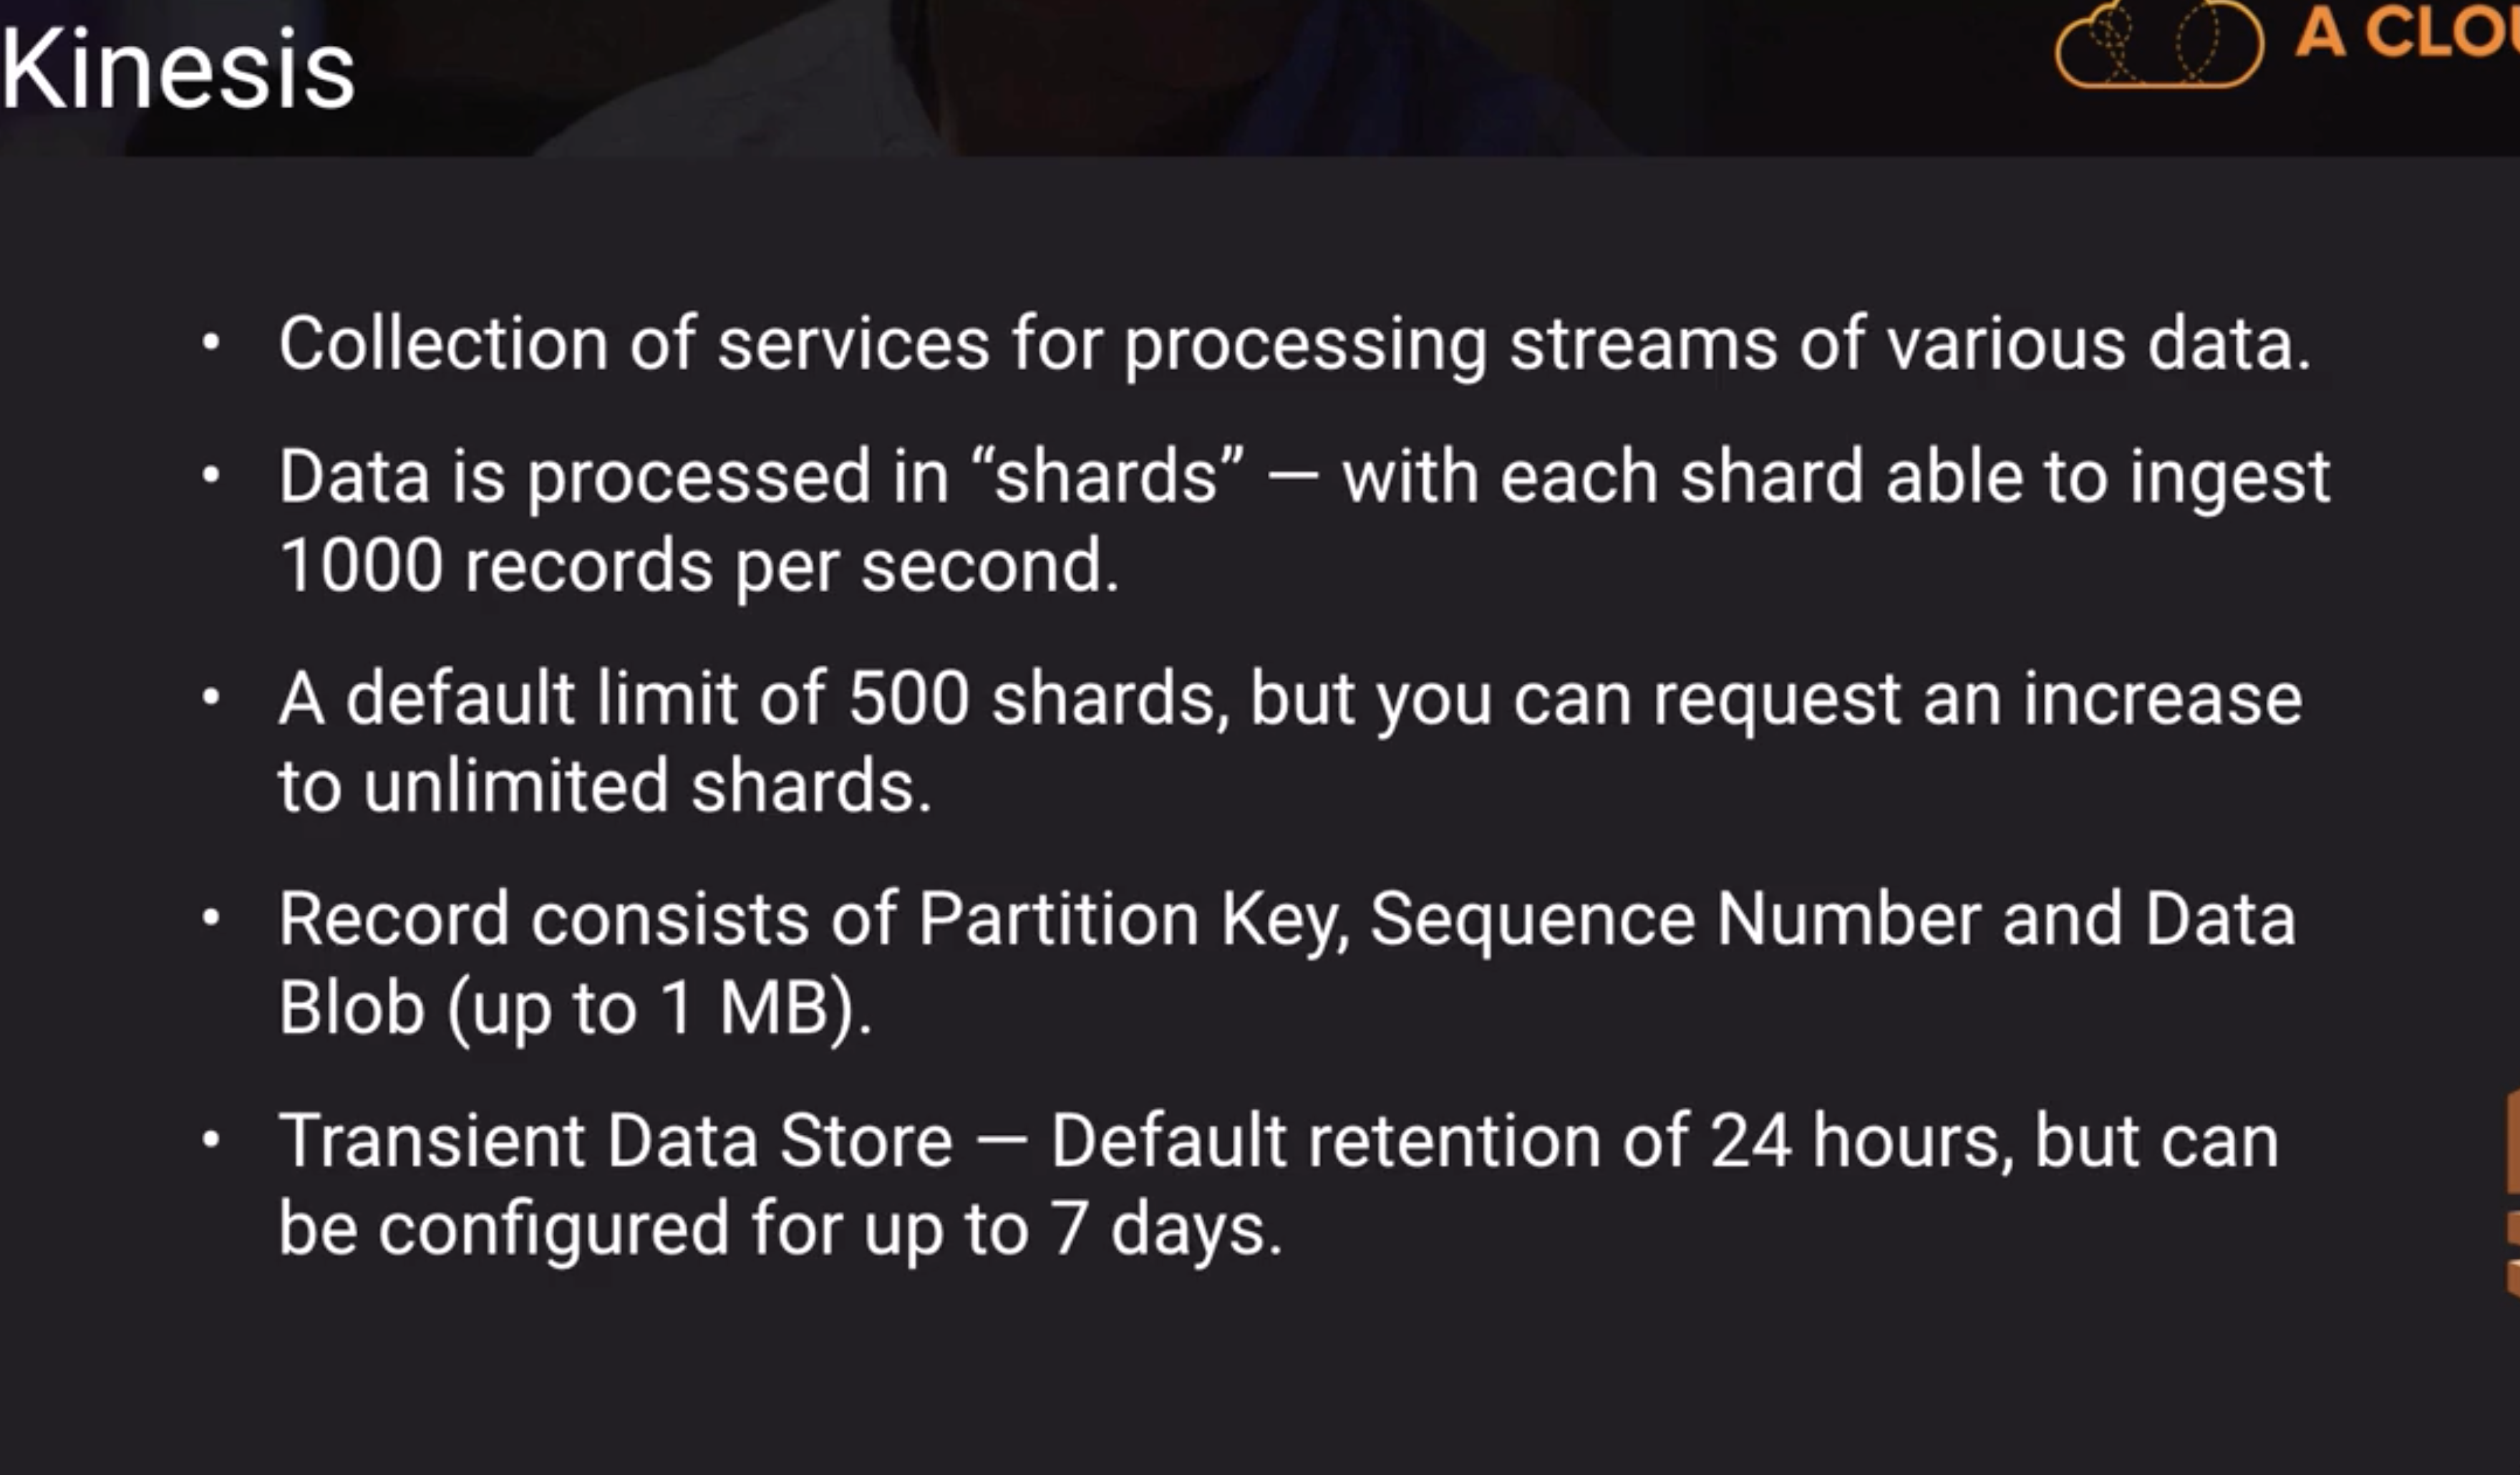 Kinesis
A CLOU
• Collection of services for processing streams of various data.
• Data is processed in “shards” — with each shard able to ingest
1000 records per second.
• A default limit of 500 shards, but you can request an increase
to unlimited shards.
• Record consists of Partition Key, Sequence Number and Data
Blob (up to 1 MB).
• Transient Data Store — Default retention of 24 hours, but can
be configured for up to 7 days.